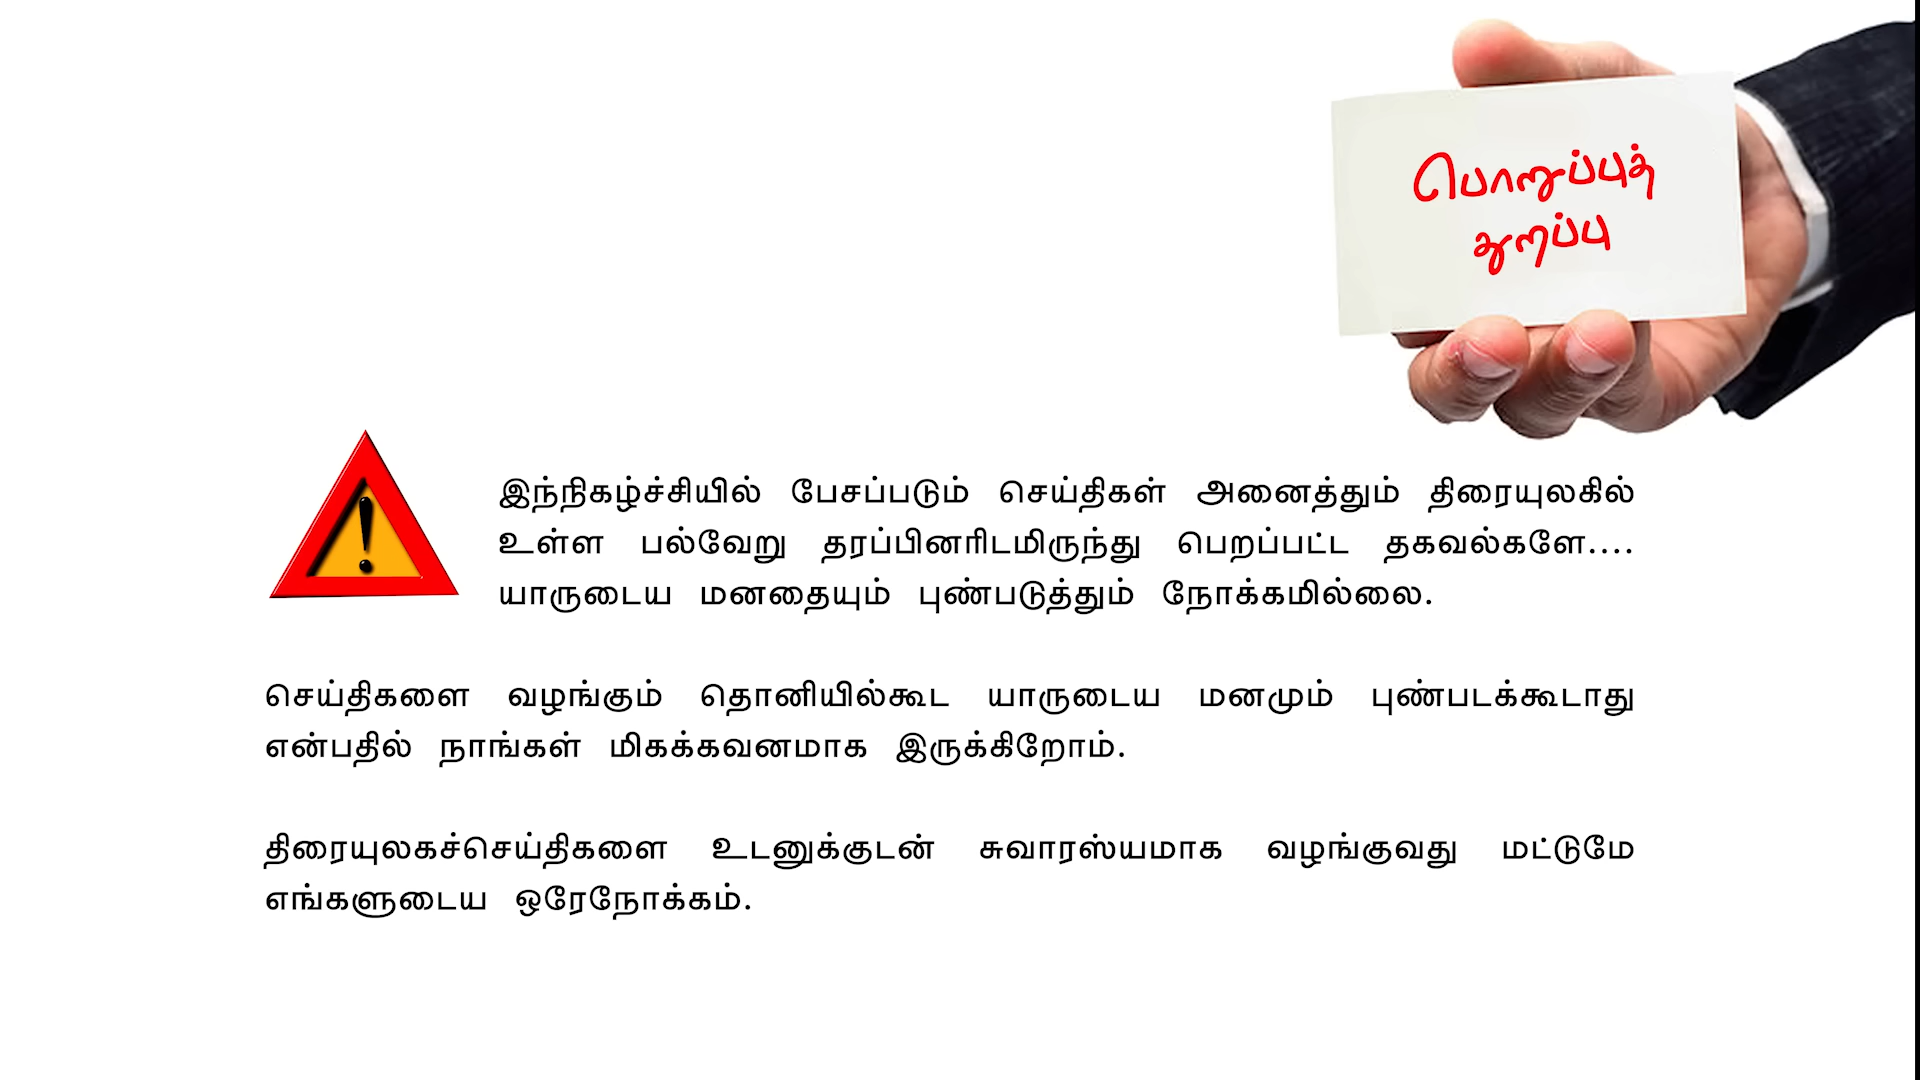 பொறுப்புத்
துறப்பு
இந்நிகழ்ச்சியில் பேசப்படும் செய்திகள் அனைத்தும் திரையுலகில்
உள்ள பல்வேறு தரப்பினரிடமிருந்து பெறப்பட்ட தகவல்களே....
யாருடைய மனதையும் புண்படுத்தும் நோக்கமில்லை.
செய்திகளை வழங்கும் தொனியில்கூட யாருடைய மனமும் புண்படக்கூடாது
என்பதில் நாங்கள் மிகக்கவனமாக இருக்கிறோம்.
திரையுலகச்செய்திகளை உடனுக்குடன் சுவாரஸ்யமாக வழங்குவது மட்டுமே
எங்களுடைய ஒரேநோக்கம்.